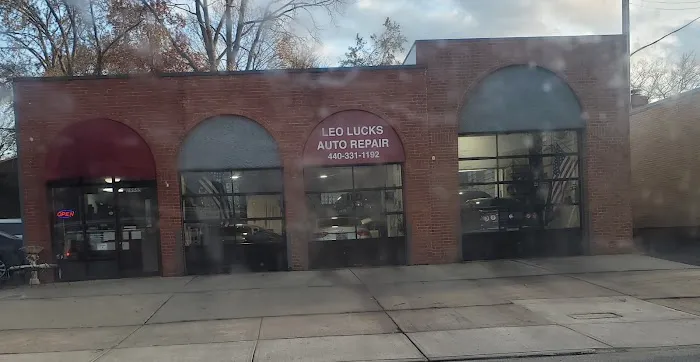 LEO LUCKS
AUTO REPAIR
440-331-1192
OPEN